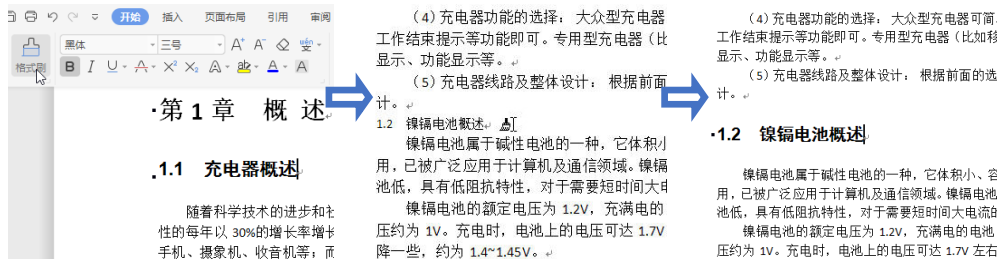 开始 插入 页面布局 引用 审阅
格式刷
黑体 三号
B I U A X² X₂ A ab A A
第 1 章 概 述
1.1 充电器概述
随着科学技术的进步和社
性的每年以 30%的增长率增长
手机、摄象机、收音机等；而
（4）充电器功能的选择： 大众型充电器
工作结束提示等功能即可。专用型充电器（比
显示、功能显示等。
（5）充电器线路及整体设计： 根据前面
计。
1.2 镍镉电池概述
镍镉电池属于碱性电池的一种，它体积小
用，已被广泛应用于计算机及通信领域。镍镉
池低，具有低阻抗特性，对于需要短时间大电
镍镉电池的额定电压为 1.2V，充满电的
压约为 1V。充电时，电池上的电压可达 1.7V
降一些，约为 1.4~1.45V。
（4）充电器功能的选择： 大众型充电器可简
工作结束提示等功能即可。专用型充电器（比如移
显示、功能显示等。
（5）充电器线路及整体设计： 根据前面的选
计。
1.2 镍镉电池概述
镍镉电池属于碱性电池的一种，它体积小、容
用，已被广泛应用于计算机及通信领域。镍镉电池
池低，具有低阻抗特性，对于需要短时间大电流的
镍镉电池的额定电压为 1.2V，充满电的电池
压约为 1V。充电时，电池上的电压可达 1.7V 左右